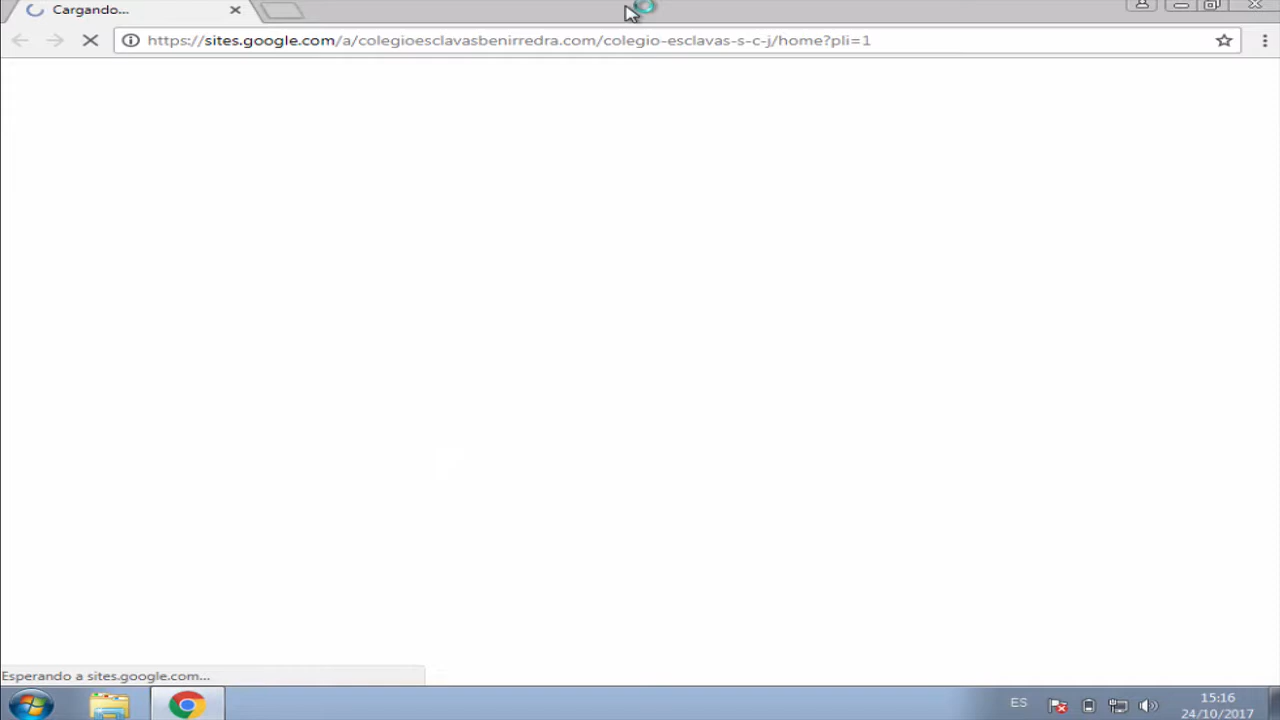 Cargando...
https://sites.google.com/a/colegioesclavasbenirredra.com/colegio-esclavas-s-c-j/home?pli=1
Esperando a sites.google.com...
ES
15:16
24/10/2017